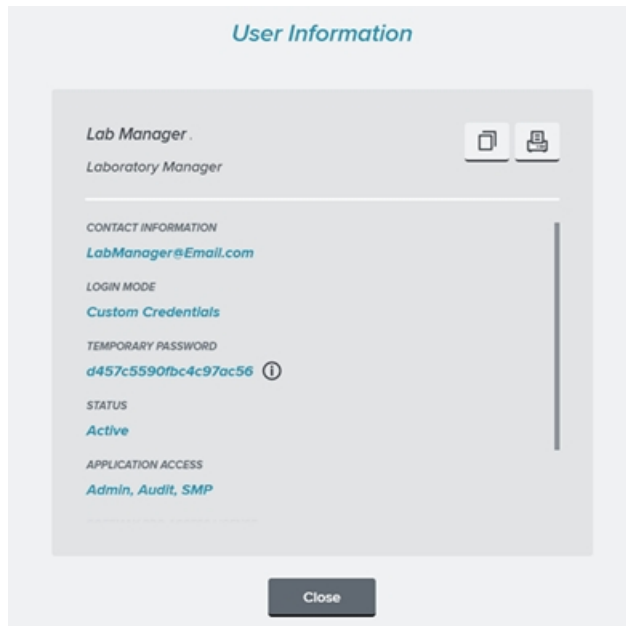 User Information
Lab Manager .
Laboratory Manager
CONTACT INFORMATION
LabManager@Email.com
LOGIN MODE
Custom Credentials
TEMPORARY PASSWORD
d457c5590fbc4c97ac56
STATUS
Active
APPLICATION ACCESS
Admin, Audit, SMP
Close